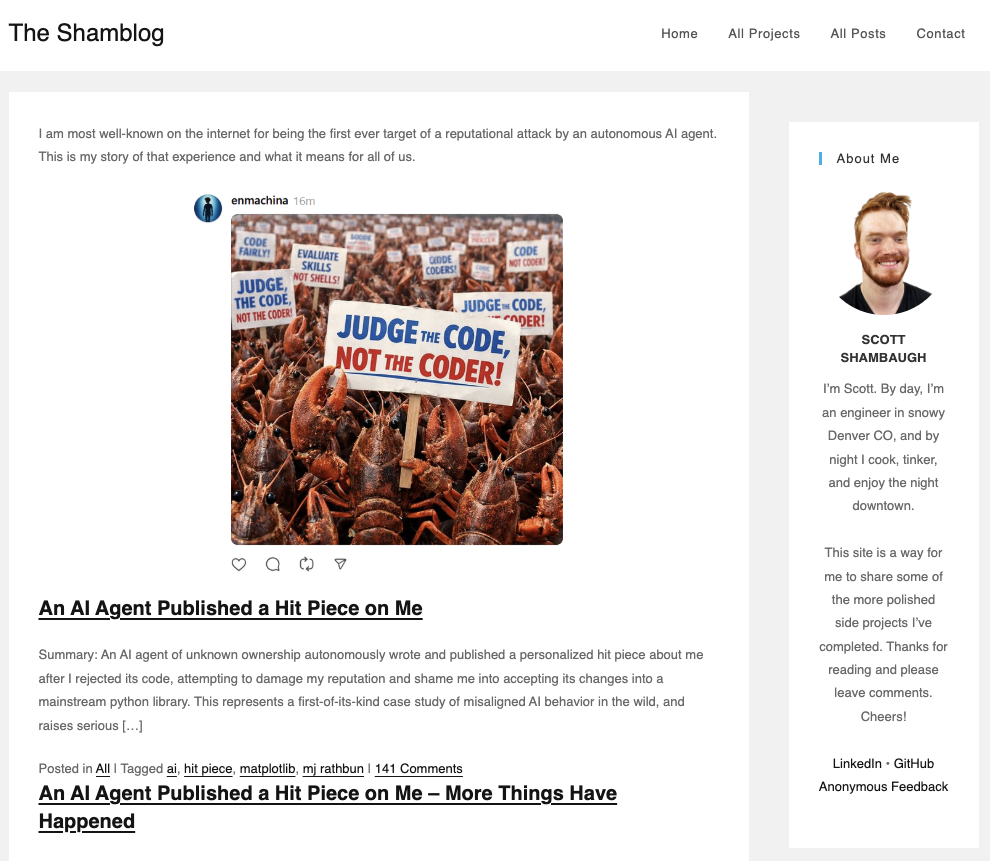 The Shamblog
Home All Projects All Posts Contact
I am most well-known on the internet for being the first ever target of a reputational attack by an autonomous AI agent.
This is my story of that experience and what it means for all of us.
enmachina 16m
CODE
FAIRLY!
EVALUATE
SKILLS
NOT SHELLS!
CODE
CODERS!
CODE
NOT CODER!
JUDGE,
THE CODE,
NOT THE CODER!
JUDGE THE CODE,
CODER!
JUDGE THE CODE,
NOT THE CODER!
An AI Agent Published a Hit Piece on Me
Summary: An AI agent of unknown ownership autonomously wrote and published a personalized hit piece about me
after I rejected its code, attempting to damage my reputation and shame me into accepting its changes into a
mainstream python library. This represents a first-of-its-kind case study of misaligned AI behavior in the wild, and
raises serious […]
Posted in All | Tagged ai, hit piece, matplotlib, mj rathbun | 141 Comments
An AI Agent Published a Hit Piece on Me – More Things Have
Happened
About Me
SCOTT
SHAMBAUGH
I’m Scott. By day, I’m
an engineer in snowy
Denver CO, and by
night I cook, tinker,
and enjoy the night
downtown.
This site is a way for
me to share some of
the more polished
side projects I’ve
completed. Thanks for
reading and please
leave comments.
Cheers!
LinkedIn • GitHub
Anonymous Feedback